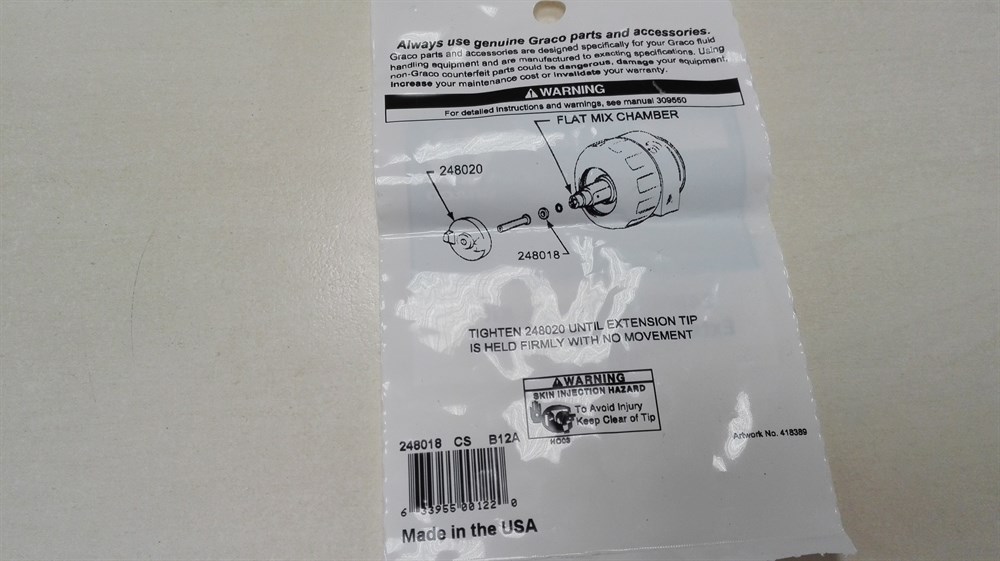 Always use genuine Graco parts and accessories.
Graco parts and accessories are designed specifically for your Graco fluid
handling equipment and are manufactured to exacting specifications. Using
non-Graco counterfeit parts could be dangerous, damage your equipment,
increase your maintenance cost or invalidate your warranty.
WARNING
For detailed instructions and warnings, see manual 309550
FLAT MIX CHAMBER
248020
248018
TIGHTEN 248020 UNTIL EXTENSION TIP
IS HELD FIRMLY WITH NO MOVEMENT
WARNING
SKIN INJECTION HAZARD
To Avoid Injury
Keep Clear of Tip
248018 CS B12A
Artwork No. 418389
6 33955 00122 0
Made in the USA